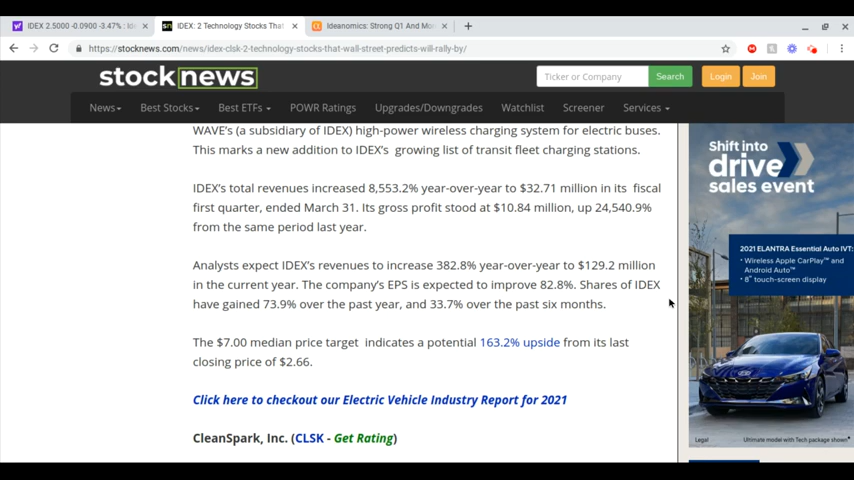 IDEX 2.5000 -0.0900 -3.47% : Ide
IDEX: 2 Technology Stocks That
Ideanomics: Strong Q1 And Mo
https://stocknews.com/news/idex-clsk-2-technology-stocks-that-wall-street-predicts-will-rally-by/
stocknews
Ticker or Company
Search
Login
Join
News
Best Stocks
Best ETFs
POWR Ratings
Upgrades/Downgrades
Watchlist
Screener
Services
WAVE's (a subsidiary of IDEX) high-power wireless charging system for electric buses.
This marks a new addition to IDEX's growing list of transit fleet charging stations.
IDEX's total revenues increased 8,553.2% year-over-year to $32.71 million in its fiscal
first quarter, ended March 31. Its gross profit stood at $10.84 million, up 24,540.9%
from the same period last year.
Analysts expect IDEX's revenues to increase 382.8% year-over-year to $129.2 million
in the current year. The company's EPS is expected to improve 82.8%. Shares of IDEX
have gained 73.9% over the past year, and 33.7% over the past six months.
The $7.00 median price target indicates a potential 163.2% upside from its last
closing price of $2.66.
Click here to checkout our Electric Vehicle Industry Report for 2021
CleanSpark, Inc. (CLSK - Get Rating)
Shift into
drive
sales event
2021 ELANTRA Essential Auto IVT:
• Wireless Apple CarPlay™ and
Android Auto™
• 8" touch-screen display
Legal
Ultimate model with Tech package shown